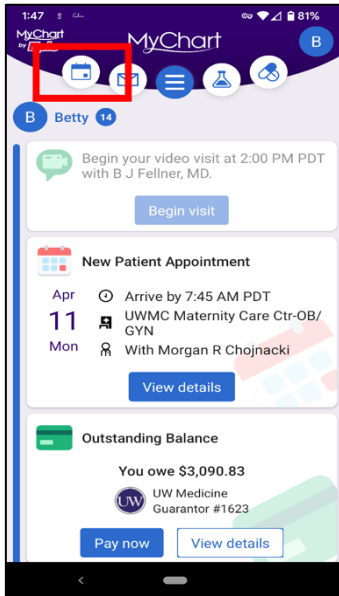 1:47
81%
MyChart
by Epic
MyChart
B
B Betty 14
Begin your video visit at 2:00 PM PDT
with B J Fellner, MD.
Begin visit
New Patient Appointment
Apr
11
Mon
Arrive by 7:45 AM PDT
UWMC Maternity Care Ctr-OB/
GYN
With Morgan R Chojnacki
View details
Outstanding Balance
You owe $3,090.83
UW
UW Medicine
Guarantor #1623
Pay now
View details